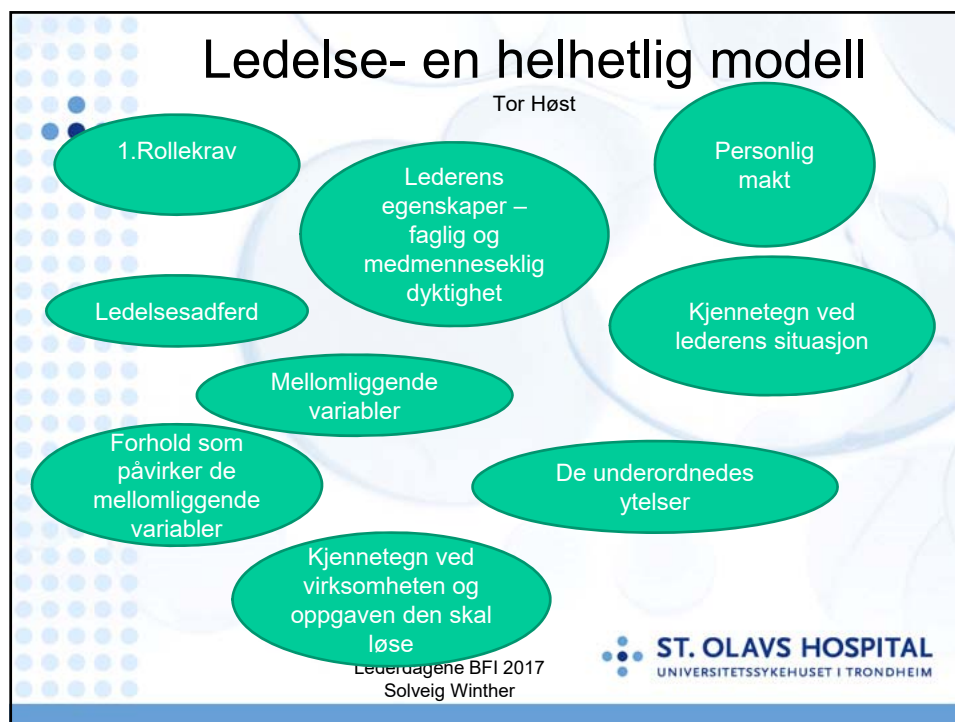 Ledelse- en helhetlig modell
Tor Høst
1.Rollekrav
Lederens
egenskaper –
faglig og
medmenneseklig
dyktighet
Personlig
makt
Ledelsesadferd
Kjennetegn ved
lederens situasjon
Mellomliggende
variabler
Forhold som
påvirker de
mellomliggende
variabler
De underordnedes
ytelser
Kjennetegn ved
virksomheten og
oppgaven den skal
løse
Lederdagene BFI 2017
Solveig Winther
ST. OLAVS HOSPITAL
UNIVERSITETSSYKEHUSET I TRONDHEIM